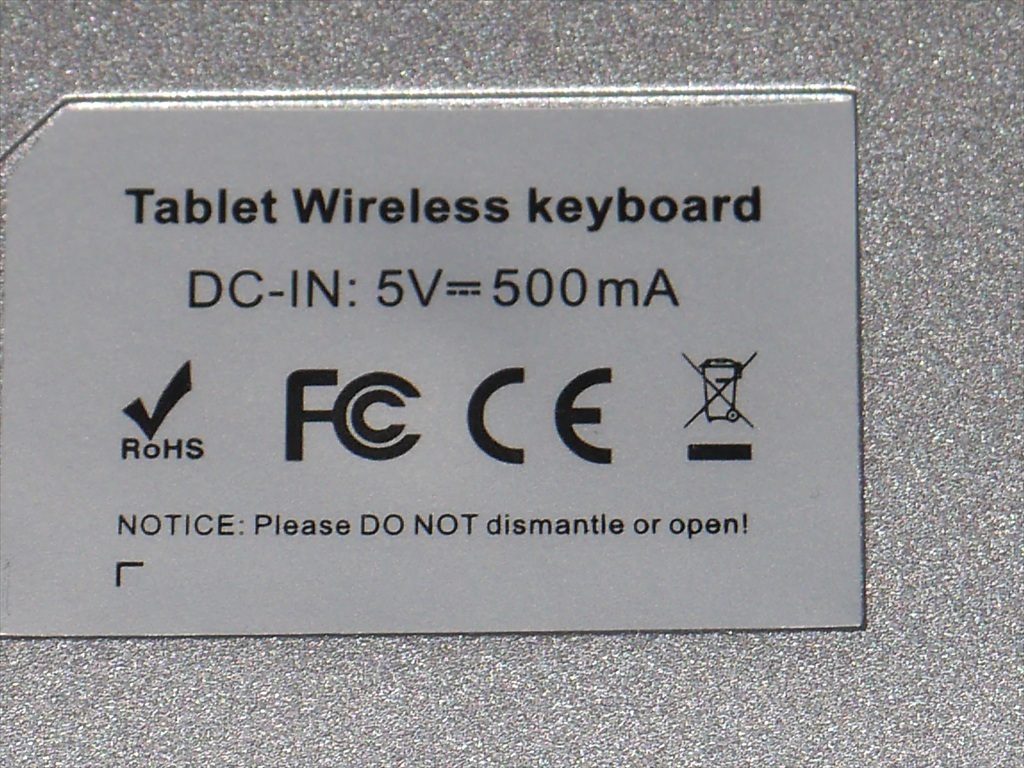 Tablet Wireless keyboard
DC-IN: 5V⎓500mA
RoHS FC CE
NOTICE: Please DO NOT dismantle or open!